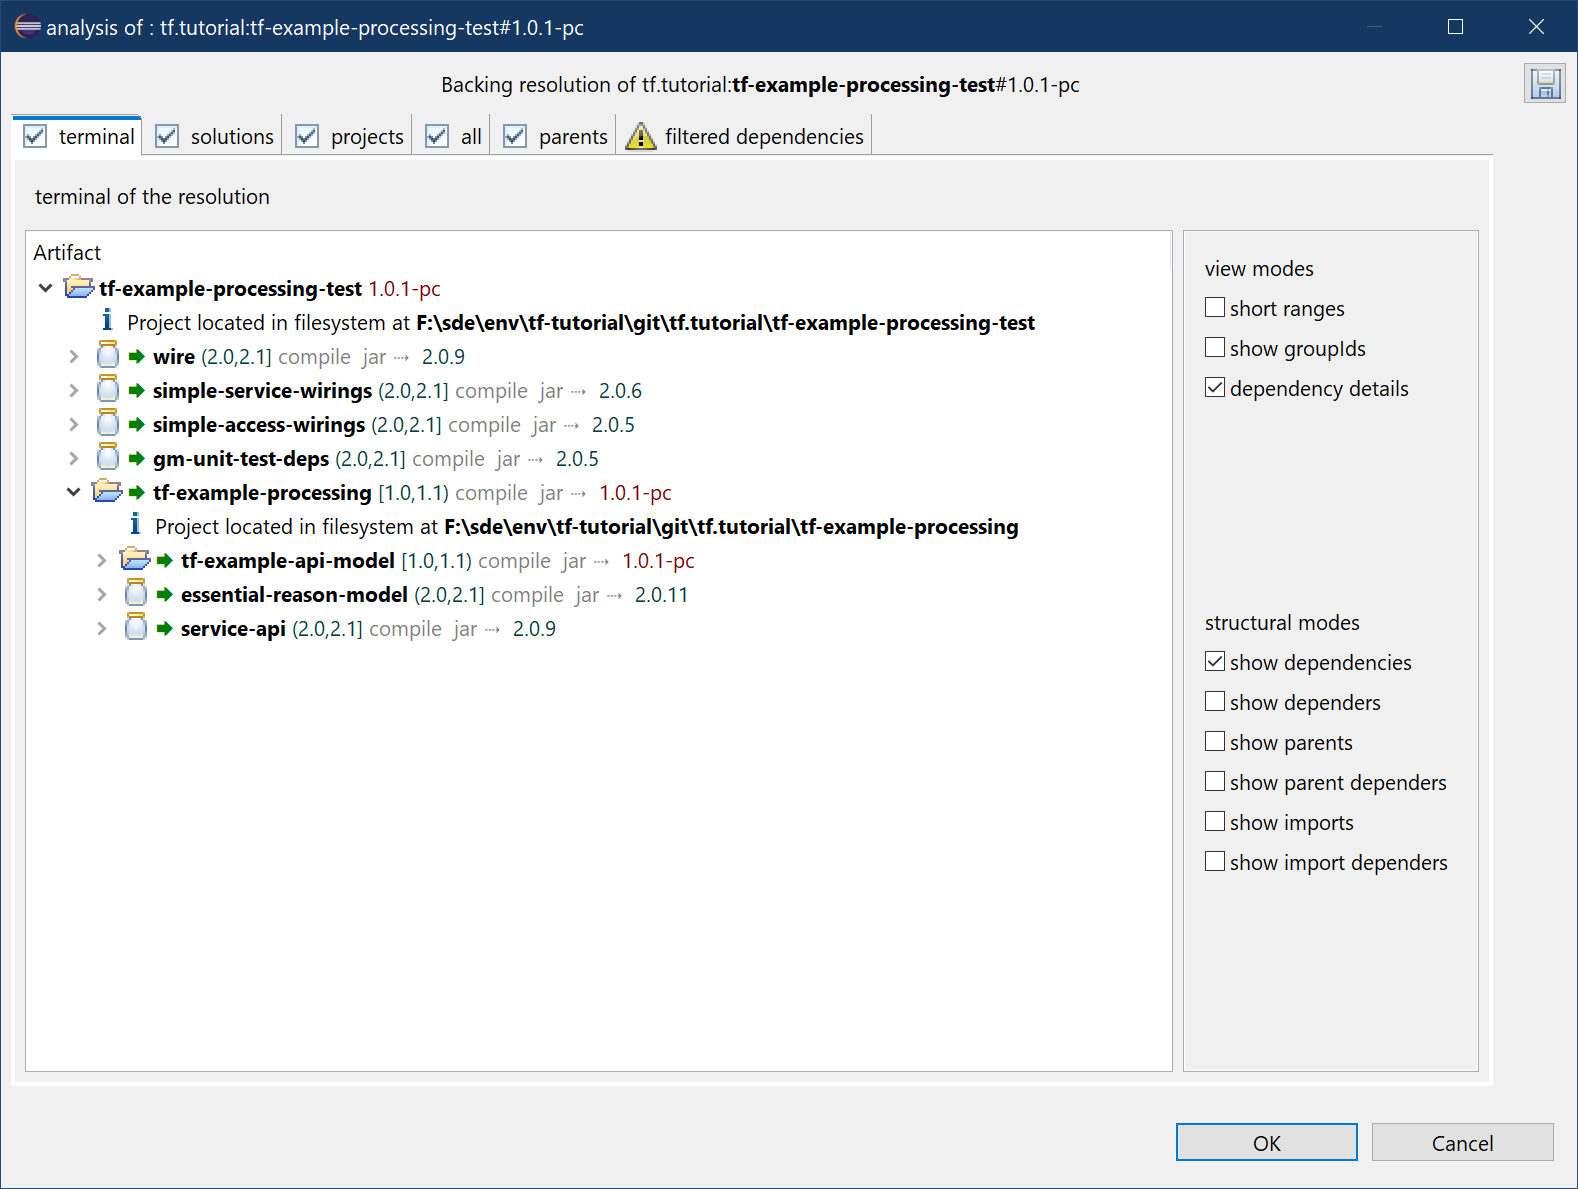 analysis of : tf.tutorial:tf-example-processing-test#1.0.1-pc
Backing resolution of tf.tutorial:tf-example-processing-test#1.0.1-pc
terminal solutions projects all parents filtered dependencies
terminal of the resolution
Artifact
tf-example-processing-test 1.0.1-pc
Project located in filesystem at F:\sde\env\tf-tutorial\git\tf.tutorial\tf-example-processing-test
wire (2.0,2.1] compile jar ⇢ 2.0.9
simple-service-wirings (2.0,2.1] compile jar ⇢ 2.0.6
simple-access-wirings (2.0,2.1] compile jar ⇢ 2.0.5
gm-unit-test-deps (2.0,2.1] compile jar ⇢ 2.0.5
tf-example-processing [1.0,1.1) compile jar ⇢ 1.0.1-pc
Project located in filesystem at F:\sde\env\tf-tutorial\git\tf.tutorial\tf-example-processing
tf-example-api-model [1.0,1.1) compile jar ⇢ 1.0.1-pc
essential-reason-model (2.0,2.1] compile jar ⇢ 2.0.11
service-api (2.0,2.1] compile jar ⇢ 2.0.9
view modes
short ranges
show groupIds
dependency details
structural modes
show dependencies
show dependers
show parents
show parent dependers
show imports
show import dependers
OK
Cancel